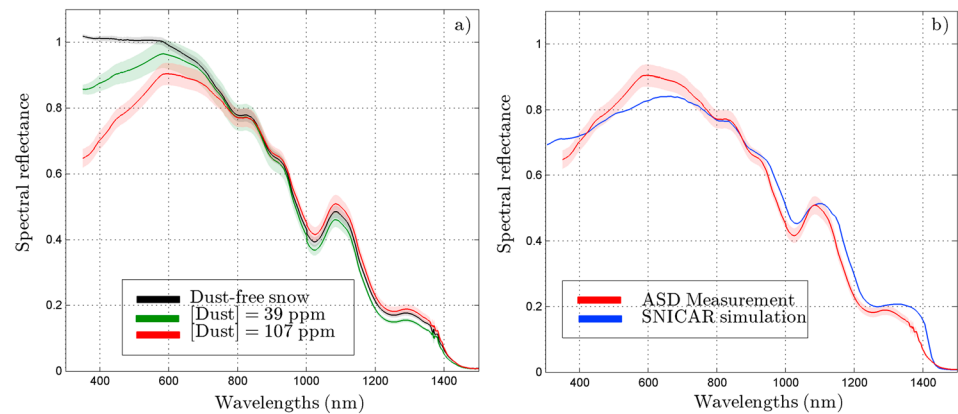 a)
1
0.8
0.6
0.4
0.2
0
Spectral reflectance
Dust-free snow
[Dust] = 39 ppm
[Dust] = 107 ppm
400 600 800 1000 1200 1400
Wavelengths (nm)
b)
1
0.8
0.6
0.4
0.2
0
Spectral reflectance
ASD Measurement
SNICAR simulation
400 600 800 1000 1200 1400
Wavelengths (nm)